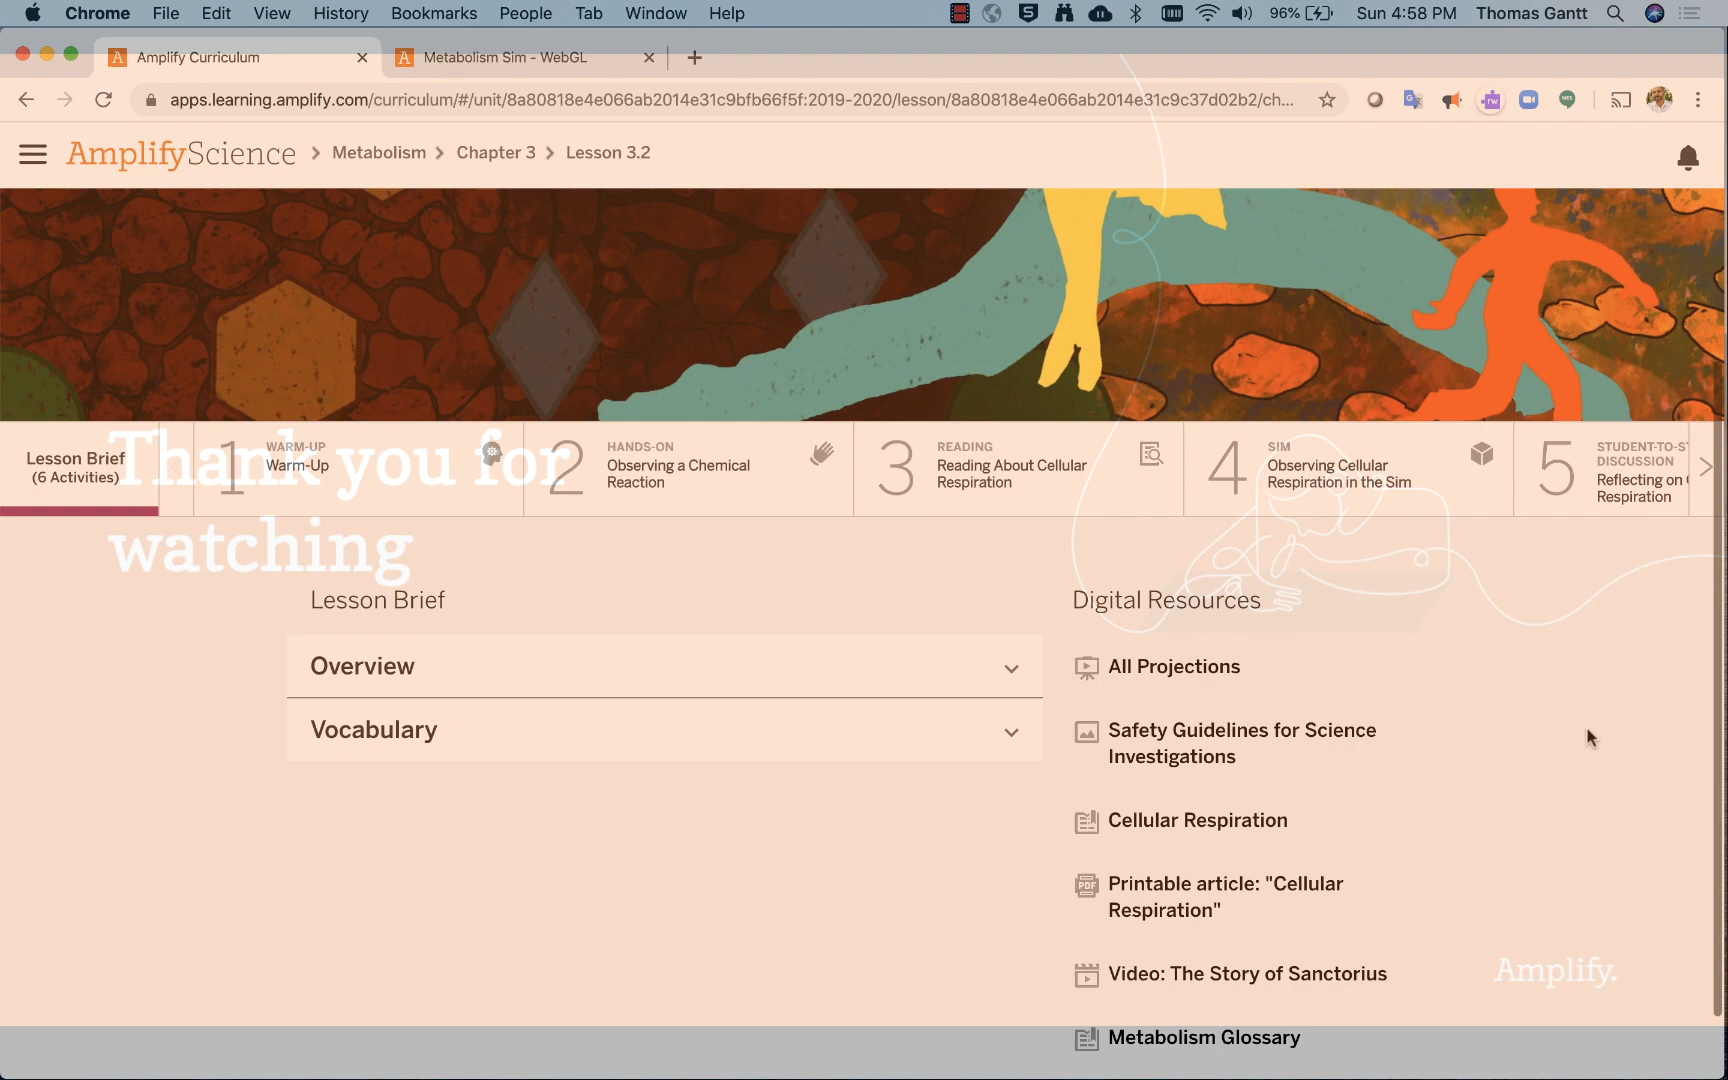 Chrome File Edit View History Bookmarks People Tab Window Help 96% Sun 4:58 PM Thomas Gantt
Amplify Curriculum Metabolism Sim - WebGL
apps.learning.amplify.com/curriculum/#/unit/8a80818e4e066ab2014e31c9bfb66f5f:2019-2020/lesson/8a80818e4e066ab2014e31c9c37d02b2/ch...
AmplifyScience > Metabolism > Chapter 3 > Lesson 3.2
Lesson Brief
(6 Activities)
1 WARM-UP
Warm-Up
2 HANDS-ON
Observing a Chemical
Reaction
3 READING
Reading About Cellular
Respiration
4 SIM
Observing Cellular
Respiration in the Sim
5 STUDENT-TO-ST
DISCUSSION
Reflecting on
Respiration
Thank you for
watching
Lesson Brief
Overview
Vocabulary
Digital Resources
All Projections
Safety Guidelines for Science
Investigations
Cellular Respiration
PDF
Printable article: "Cellular
Respiration"
Video: The Story of Sanctorius
Metabolism Glossary
Amplify.